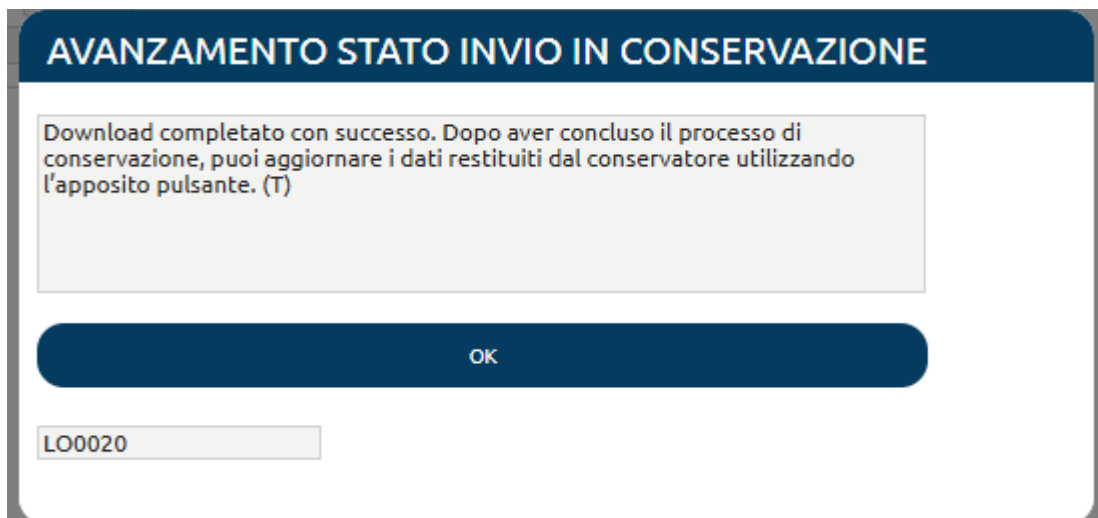 AVANZAMENTO STATO INVIO IN CONSERVAZIONE
Download completato con successo. Dopo aver concluso il processo di
conservazione, puoi aggiornare i dati restituiti dal conservatore utilizzando
l’apposito pulsante. (T)
OK
LO0020